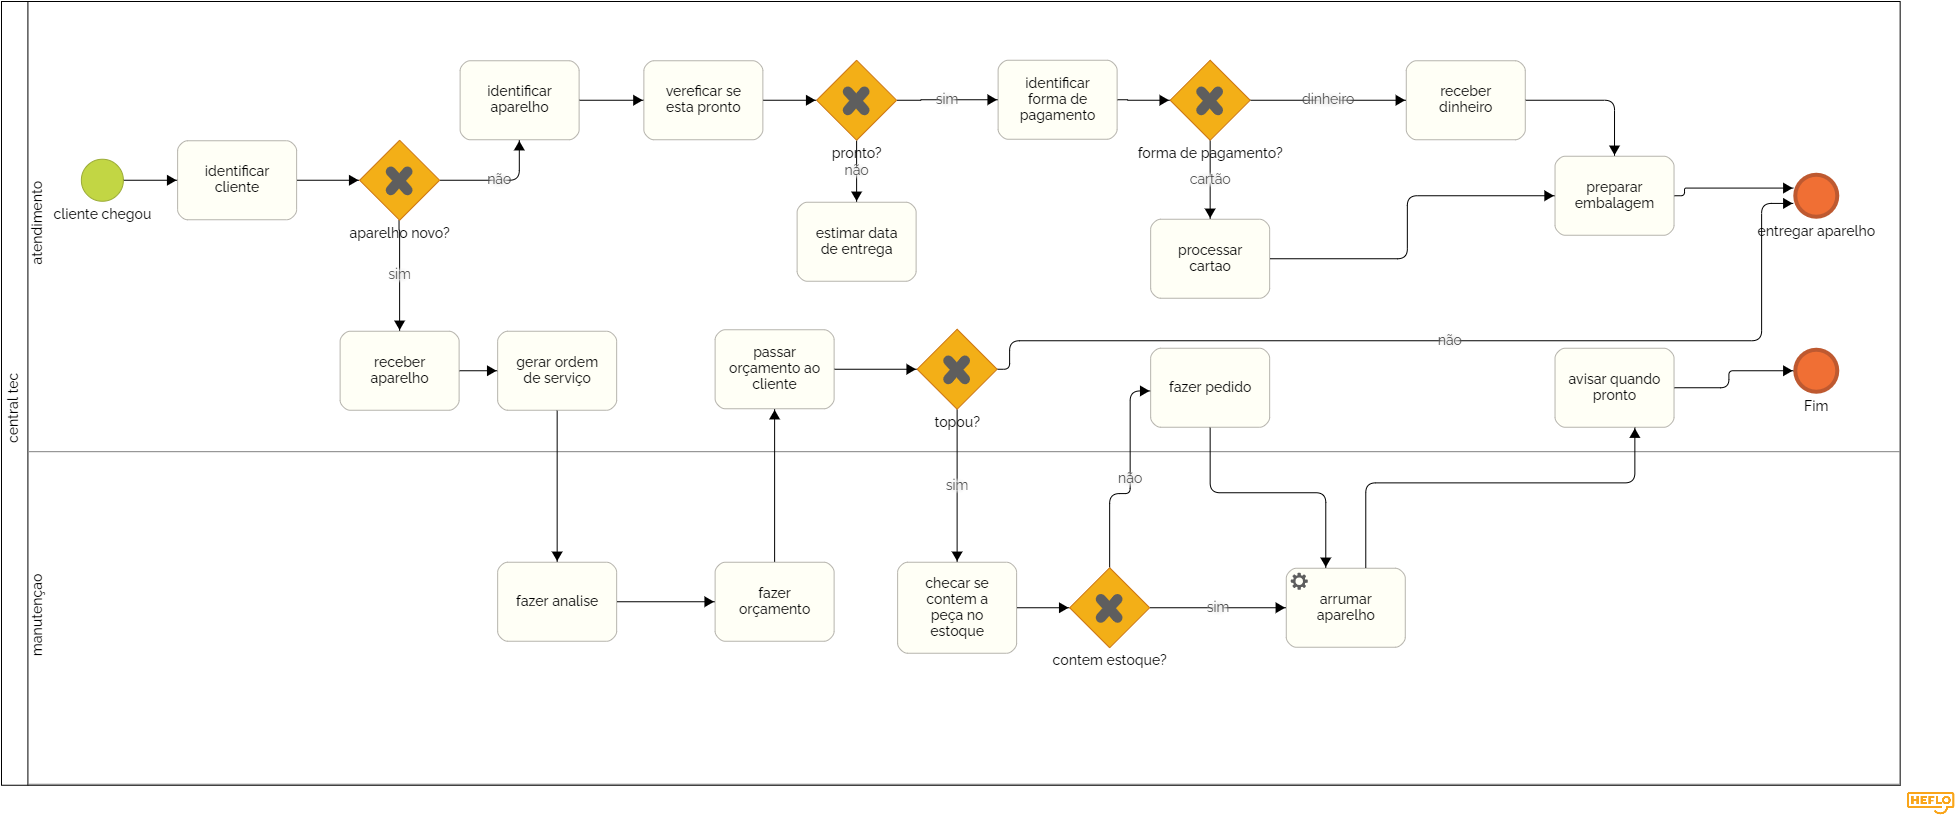 central tec
atendimento
manutenção
cliente chegou
identificar
cliente
aparelho novo?
não
sim
identificar
aparelho
vereficar se
esta pronto
pronto?
sim
não
estimar data
de entrega
identificar
forma de
pagamento
forma de pagamento?
dinheiro
cartão
receber
dinheiro
processar
cartao
preparar
embalagem
entregar aparelho
receber
aparelho
gerar ordem
de serviço
passar
orçamento ao
cliente
topou?
não
sim
fazer pedido
avisar quando
pronto
Fim
fazer analise
fazer
orçamento
checar se
contem a
peça no
estoque
contem estoque?
não
sim
arrumar
aparelho
HEFLO